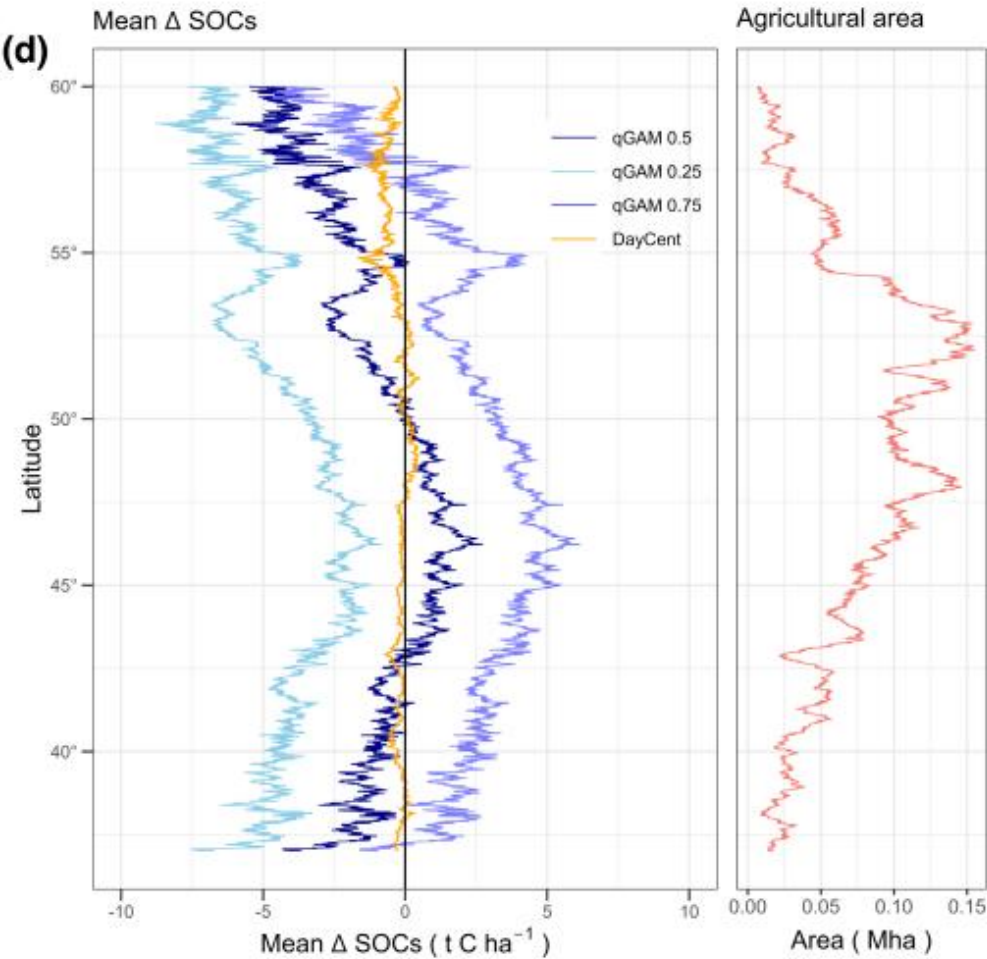 Mean Δ SOCs
Agricultural area
(d)
60°
55°
50°
45°
40°
Latitude
qGAM 0.5
qGAM 0.25
qGAM 0.75
DayCent
-10
-5
0
5
10
Mean Δ SOCs ( t C ha⁻¹ )
0.00
0.05
0.10
0.15
Area ( Mha )